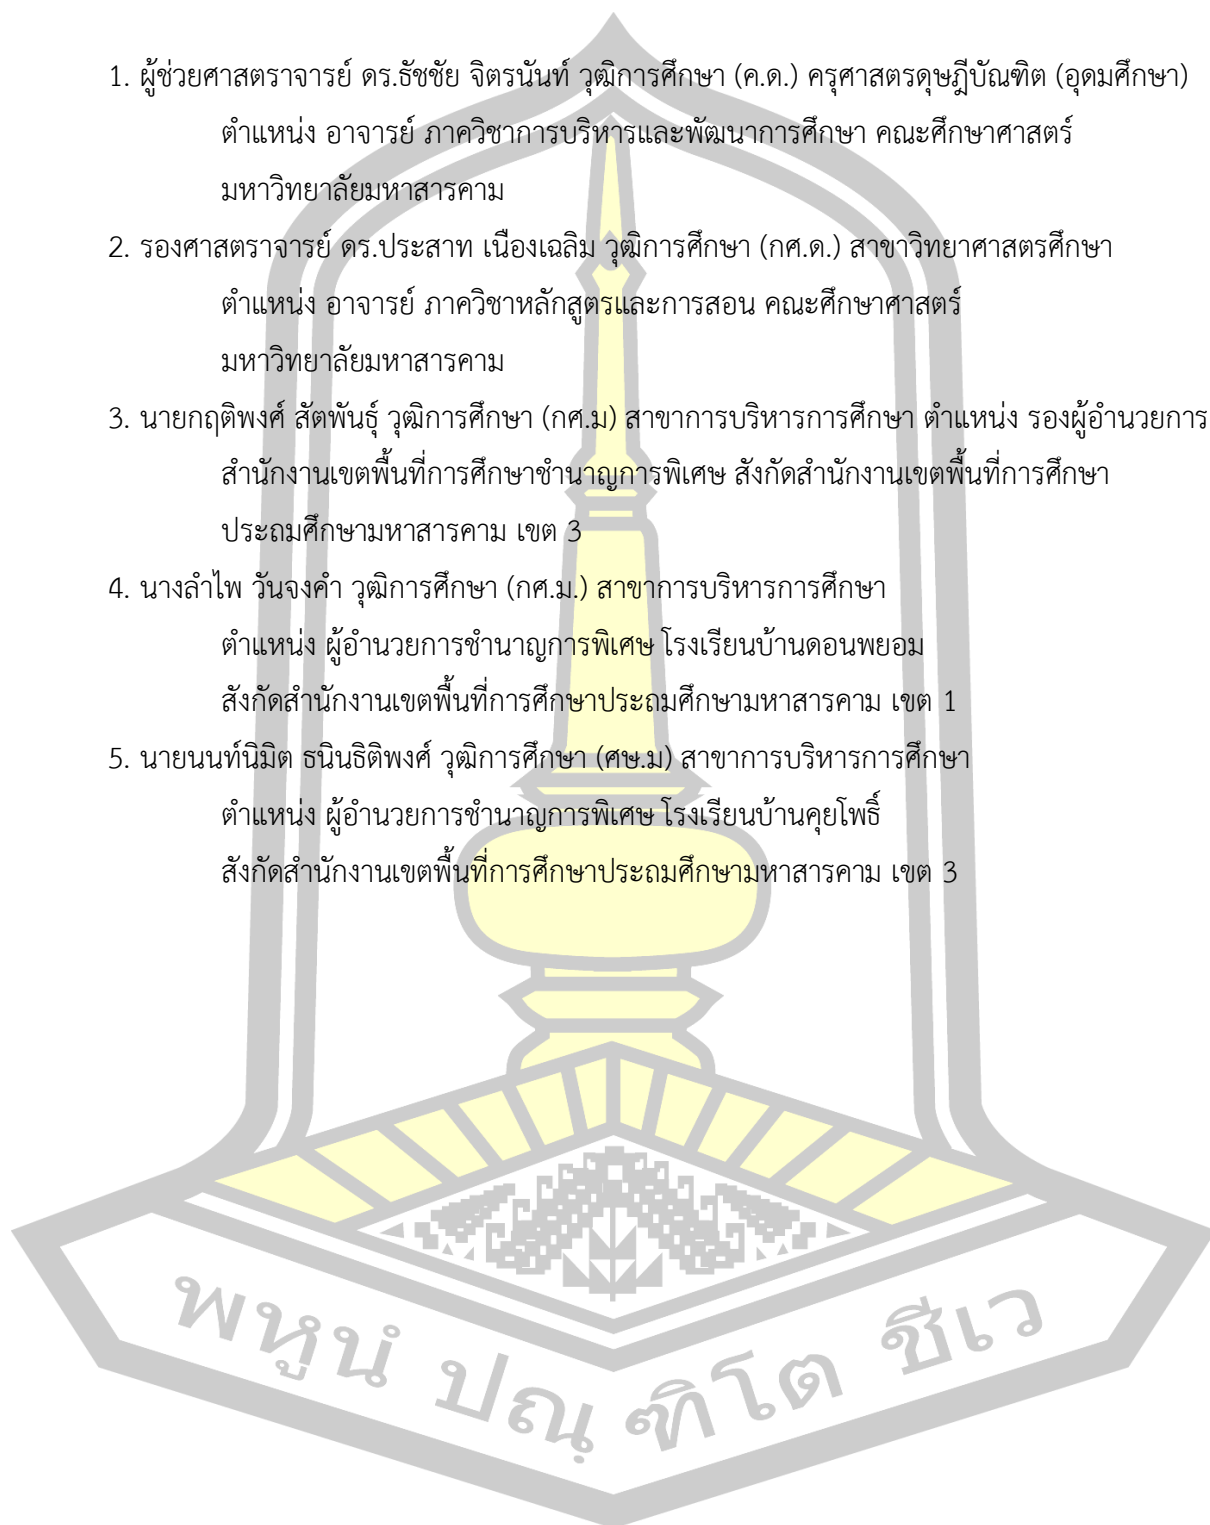 1. ผู้ช่วยศาสตราจารย์ ดร.ธัชชัย จิตรนันท์ วุฒิการศึกษา (ค.ด.) ครุศาสตรดุษฎีบัณฑิต (อุดมศึกษา)
ตำแหน่ง อาจารย์ ภาควิชาการบริหารและพัฒนาการศึกษา คณะศึกษาศาสตร์
มหาวิทยาลัยมหาสารคาม
2. รองศาสตราจารย์ ดร.ประสาท เนืองเฉลิม วุฒิการศึกษา (กศ.ด.) สาขาวิทยาศาสตรศึกษา
ตำแหน่ง อาจารย์ ภาควิชาหลักสูตรและการสอน คณะศึกษาศาสตร์
มหาวิทยาลัยมหาสารคาม
3. นายกฤติพงศ์ สัตพันธุ์ วุฒิการศึกษา (กศ.ม) สาขาการบริหารการศึกษา ตำแหน่ง รองผู้อำนวยการ
สำนักงานเขตพื้นที่การศึกษาชำนาญการพิเศษ สังกัดสำนักงานเขตพื้นที่การศึกษา
ประถมศึกษามหาสารคาม เขต 3
4. นางลำไพ วันจงคำ วุฒิการศึกษา (กศ.ม.) สาขาการบริหารการศึกษา
ตำแหน่ง ผู้อำนวยการชำนาญการพิเศษ โรงเรียนบ้านดอนพยอม
สังกัดสำนักงานเขตพื้นที่การศึกษาประถมศึกษามหาสารคาม เขต 1
5. นายนนท์นิมิต ธนินธิติพงศ์ วุฒิการศึกษา (ศษ.ม) สาขาการบริหารการศึกษา
ตำแหน่ง ผู้อำนวยการชำนาญการพิเศษ โรงเรียนบ้านคุยโพธิ์
สังกัดสำนักงานเขตพื้นที่การศึกษาประถมศึกษามหาสารคาม เขต 3
พหูนํ ปณฺฑิโต ชีเว